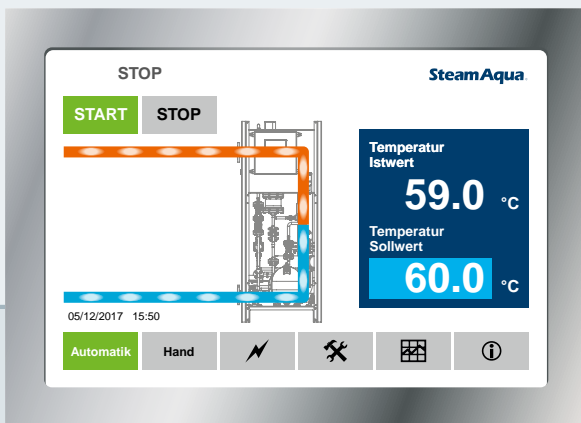 STOP
SteamAqua
START
STOP
Temperatur
Istwert
59.0 °C
Temperatur
Sollwert
60.0 °C
05/12/2017 15:50
Automatik
Hand